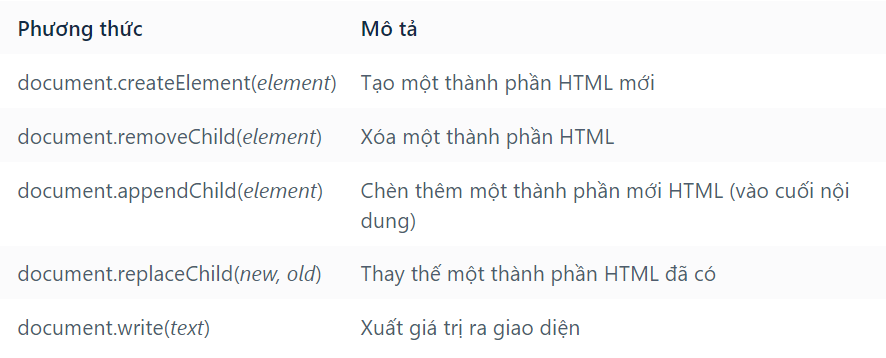 Phương thức Mô tả
document.createElement(element) Tạo một thành phần HTML mới
document.removeChild(element) Xóa một thành phần HTML
document.appendChild(element) Chèn thêm một thành phần mới HTML (vào cuối nội
dung)
document.replaceChild(new, old) Thay thế một thành phần HTML đã có
document.write(text) Xuất giá trị ra giao diện